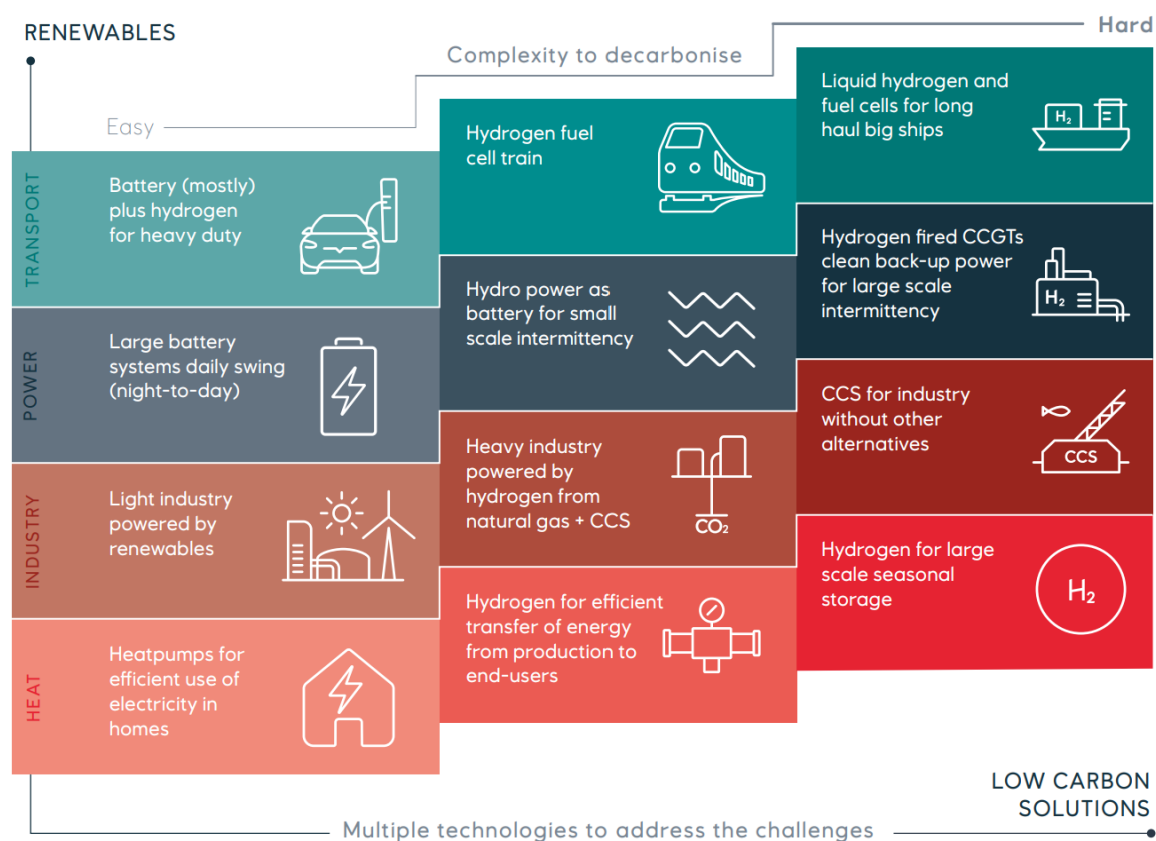 RENEWABLES
Hard
Complexity to decarbonise
Easy
TRANSPORT
Battery (mostly)
plus hydrogen
for heavy duty
Hydrogen fuel
cell train
Liquid hydrogen and
fuel cells for long
haul big ships
H₂
POWER
Large battery
systems daily swing
(night-to-day)
Hydro power as
battery for small
scale intermittency
Hydrogen fired CCGTs
clean back-up power
for large scale
intermittency
H₂
INDUSTRY
Light industry
powered by
renewables
Heavy industry
powered by
hydrogen from
natural gas + CCS
CO₂
CCS for industry
without other
alternatives
CCS
HEAT
Heatpumps for
efficient use of
electricity in
homes
Hydrogen for efficient
transfer of energy
from production to
end-users
Hydrogen for large
scale seasonal
storage
H₂
LOW CARBON
SOLUTIONS
Multiple technologies to address the challenges